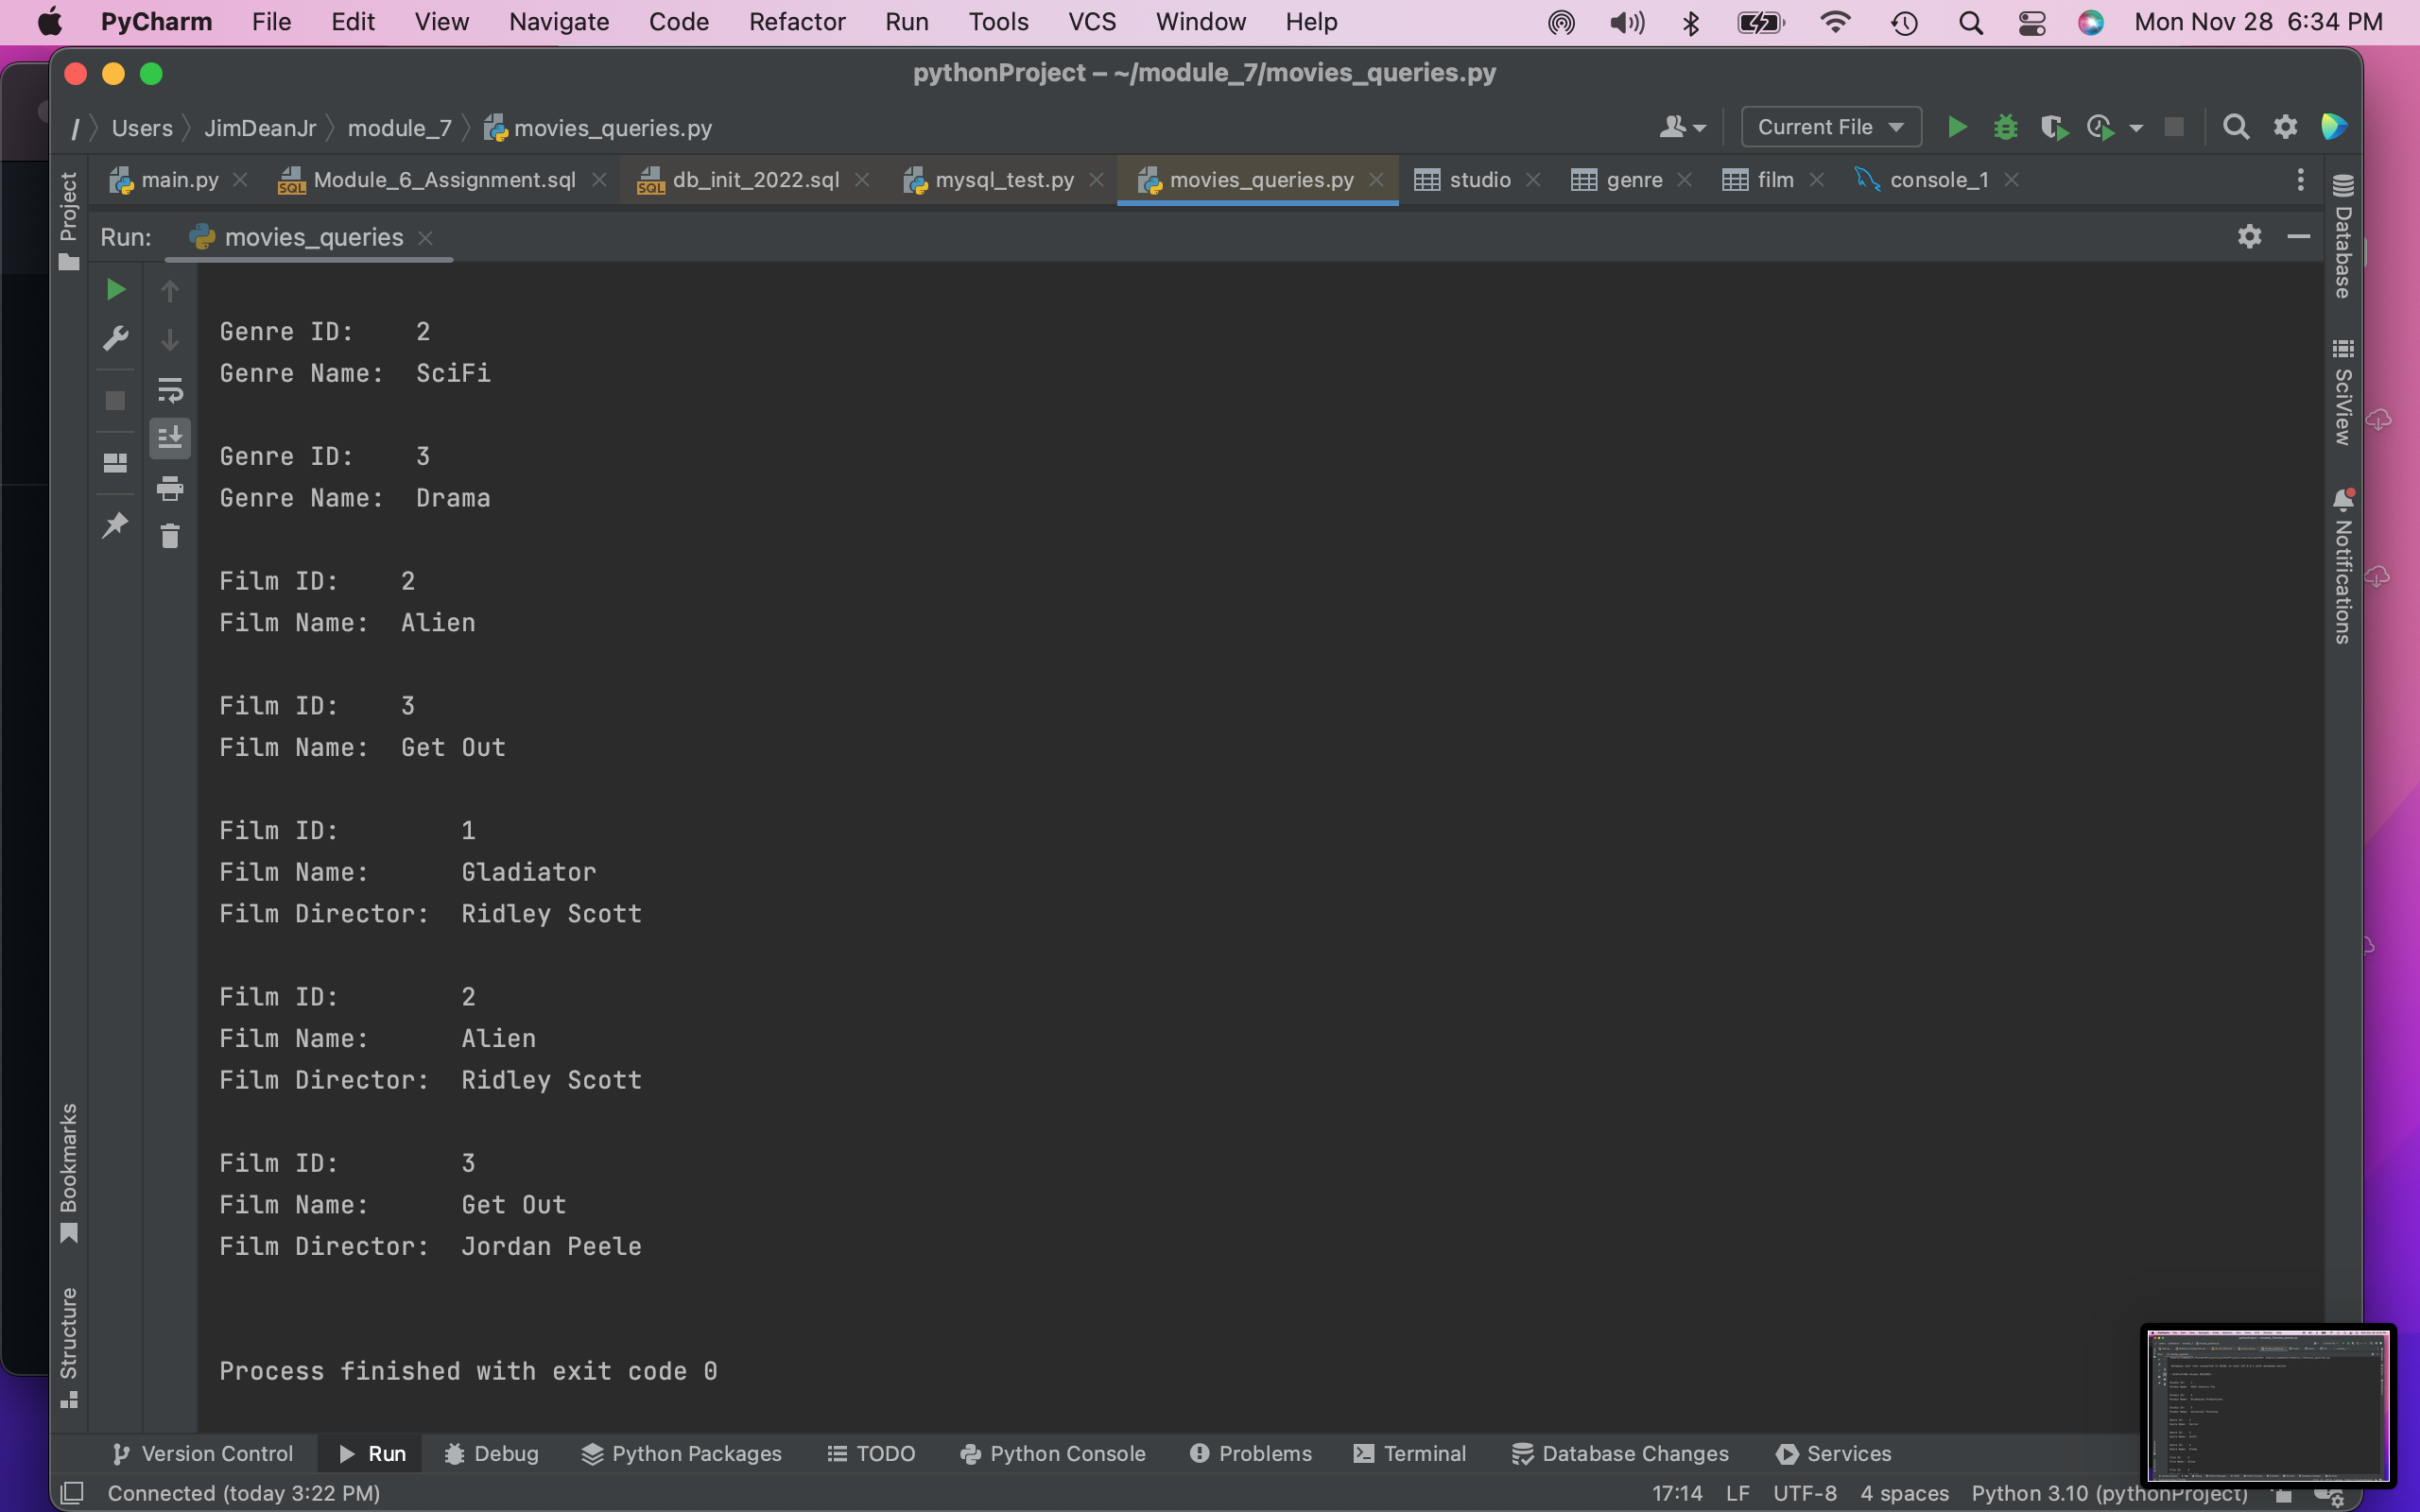 PyCharm File Edit View Navigate Code Refactor Run Tools VCS Window Help Mon Nov 28 6:34 PM
pythonProject – ~/module_7/movies_queries.py
/ Users JimDeanJr module_7 movies_queries.py Current File
main.py Module_6_Assignment.sql db_init_2022.sql mysql_test.py movies_queries.py studio genre film console_1
Project
Run: movies_queries
Database
SciView
Notifications
Genre ID: 2
Genre Name: SciFi
Genre ID: 3
Genre Name: Drama
Film ID: 2
Film Name: Alien
Film ID: 3
Film Name: Get Out
Film ID: 1
Film Name: Gladiator
Film Director: Ridley Scott
Film ID: 2
Film Name: Alien
Film Director: Ridley Scott
Film ID: 3
Film Name: Get Out
Film Director: Jordan Peele
Process finished with exit code 0
Bookmarks
Structure
Version Control Run Debug Python Packages TODO Python Console Problems Terminal Database Changes Services
Connected (today 3:22 PM) 17:14 LF UTF-8 4 spaces Python 3.10 (pythonProject)